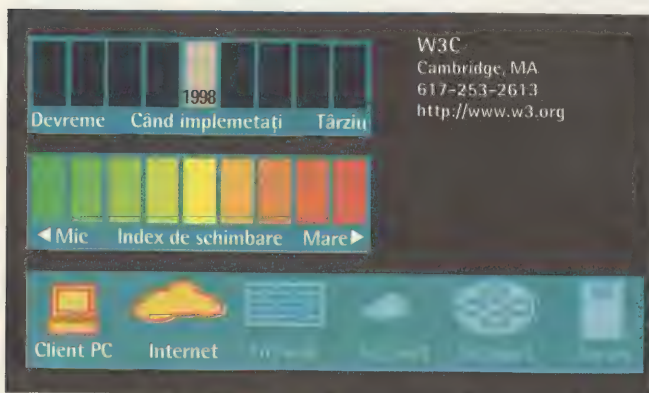 1998
Devreme Când implemetați Târziu
◄ Mic Index de schimbare Mare ►
Client PC Internet
W3C
Cambridge, MA
617-253-2613
http://www.w3.org